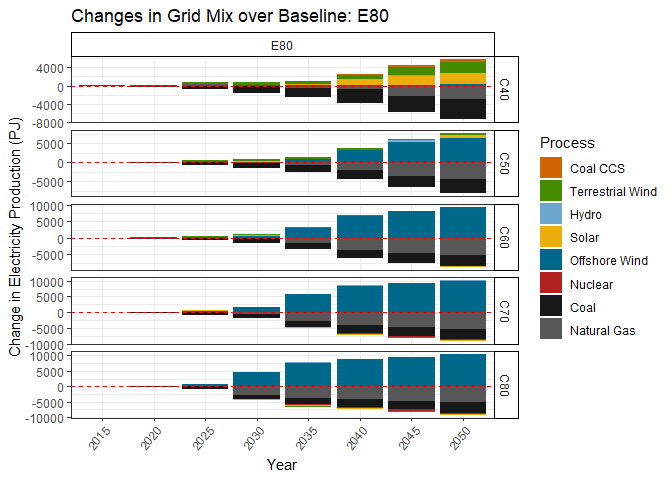 Changes in Grid Mix over Baseline: E80
E80
Change in Electricity Production (PJ)
4000
0
-4000
-8000
C40
5000
0
-5000
C50
10000
5000
0
-5000
C60
10000
5000
0
-5000
-10000
C70
10000
5000
0
-5000
-10000
C80
2015
2020
2025
2030
2035
2040
2045
2050
Year
Process
Coal CCS
Terrestrial Wind
Hydro
Solar
Offshore Wind
Nuclear
Coal
Natural Gas